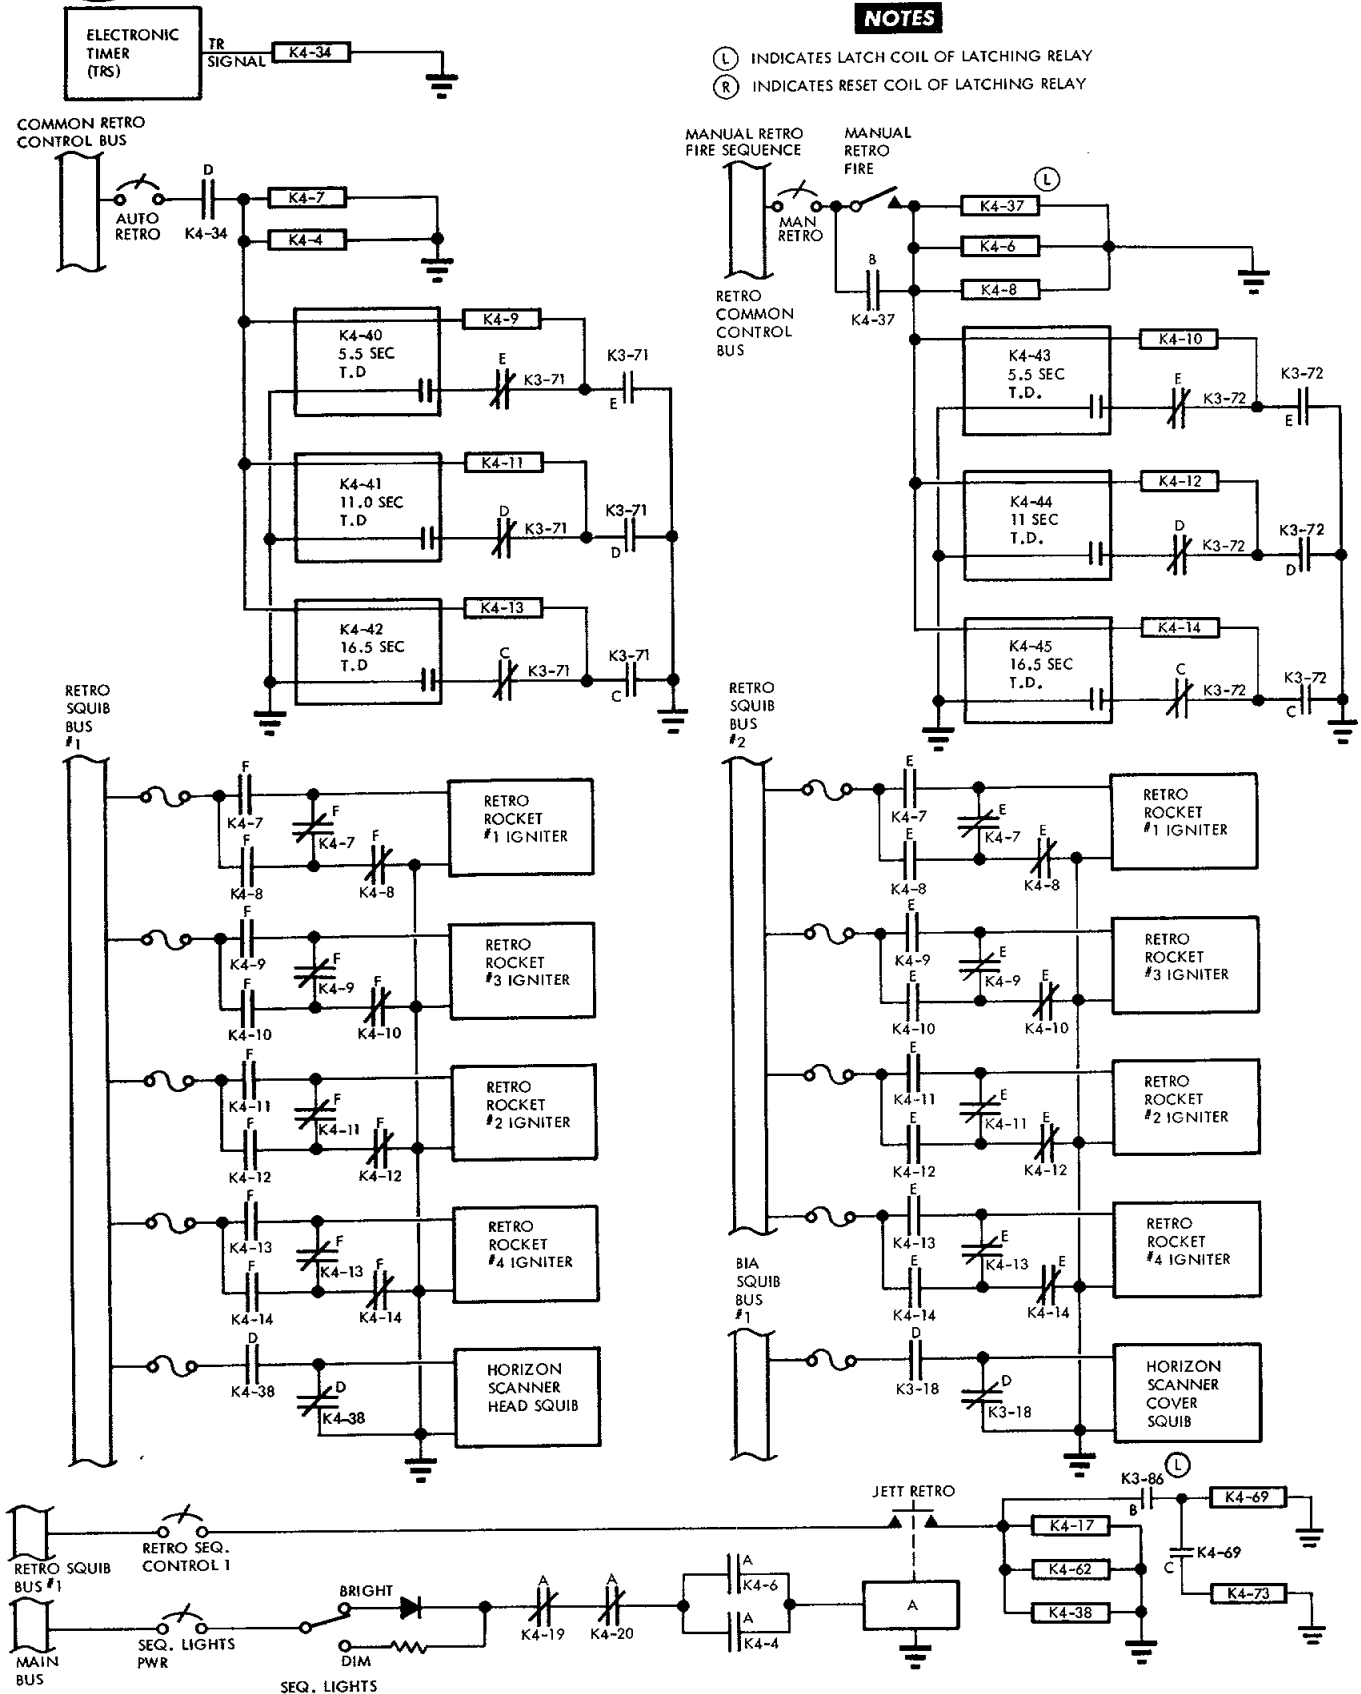 NOTES
Ⓛ INDICATES LATCH COIL OF LATCHING RELAY
Ⓡ INDICATES RESET COIL OF LATCHING RELAY
ELECTRONIC
TIMER
(TRS)
TR
SIGNAL
K4-34
COMMON RETRO
CONTROL BUS
AUTO
RETRO
D
K4-34
K4-7
K4-4
K4-40
5.5 SEC
T.D
K4-9
E
K3-71
K3-71
E
K4-41
11.0 SEC
T.D
K4-11
D
K3-71
K3-71
D
K4-42
16.5 SEC
T.D
K4-13
C
K3-71
K3-71
C
MANUAL RETRO
FIRE SEQUENCE
MANUAL
RETRO
FIRE
MAN
RETRO
B
K4-37
RETRO
COMMON
CONTROL
BUS
L
K4-37
K4-6
K4-8
K4-43
5.5 SEC
T.D.
K4-10
E
K3-72
K3-72
E
K4-44
11 SEC
T.D.
K4-12
D
K3-72
K3-72
D
K4-45
16.5 SEC
T.D.
K4-14
C
K3-72
K3-72
C
RETRO
SQUIB
BUS
#1
F
K4-7
F
K4-7
F
K4-8
F
K4-8
RETRO
ROCKET
#1 IGNITER
F
K4-9
F
K4-9
F
K4-10
F
K4-10
RETRO
ROCKET
#3 IGNITER
F
K4-11
F
K4-11
F
K4-12
F
K4-12
RETRO
ROCKET
#2 IGNITER
F
K4-13
F
K4-13
F
K4-14
F
K4-14
RETRO
ROCKET
#4 IGNITER
D
K4-38
D
K4-38
HORIZON
SCANNER
HEAD SQUIB
RETRO
SQUIB
BUS
#2
E
K4-7
E
K4-7
E
K4-8
E
K4-8
RETRO
ROCKET
#1 IGNITER
E
K4-9
E
K4-9
E
K4-10
E
K4-10
RETRO
ROCKET
#3 IGNITER
E
K4-11
E
K4-11
E
K4-12
E
K4-12
RETRO
ROCKET
#2 IGNITER
E
K4-13
E
K4-13
E
K4-14
E
K4-14
RETRO
ROCKET
#4 IGNITER
BIA
SQUIB
BUS
#1
D
K3-18
D
K3-18
HORIZON
SCANNER
COVER
SQUIB
RETRO SQUIB
BUS #1
RETRO SEQ.
CONTROL 1
JETT RETRO
K3-86
B
L
K4-69
K4-17
K4-69
C
K4-62
K4-73
K4-38
MAIN
BUS
SEQ. LIGHTS
PWR
BRIGHT
DIM
SEQ. LIGHTS
A
K4-19
A
K4-20
A
K4-6
A
K4-4
A